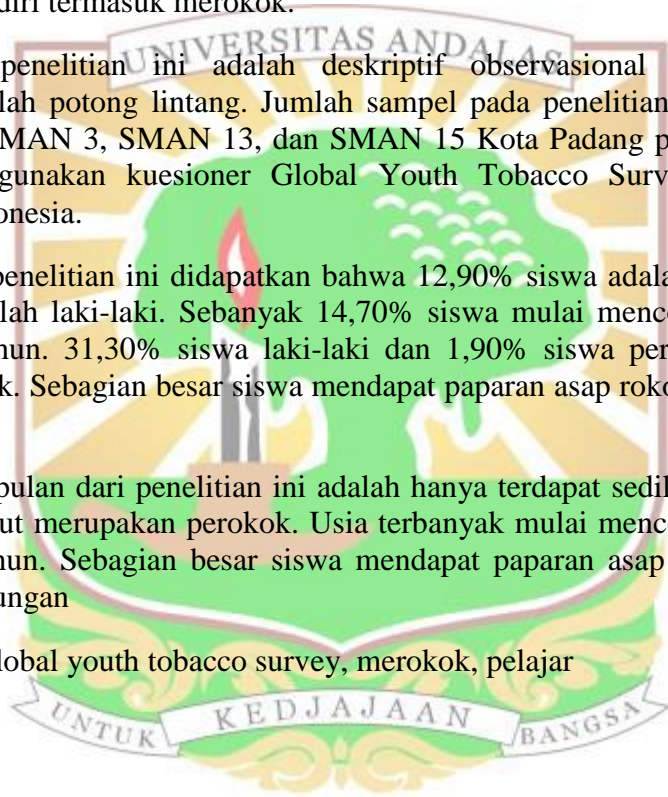 diri termasuk merokok.
UNIVERSITAS ANDALAS
penelitian ini adalah deskriptif observasional
lah potong lintang. Jumlah sampel pada penelitian
MAN 3, SMAN 13, dan SMAN 15 Kota Padang p
gunakan kuesioner Global Youth Tobacco Surv
onesia.
penelitian ini didapatkan bahwa 12,90% siswa adala
lah laki-laki. Sebanyak 14,70% siswa mulai menco
hun. 31,30% siswa laki-laki dan 1,90% siswa per
k. Sebagian besar siswa mendapat paparan asap roko
pulan dari penelitian ini adalah hanya terdapat sedik
ut merupakan perokok. Usia terbanyak mulai menco
hun. Sebagian besar siswa mendapat paparan asap
ungan
lobal youth tobacco survey, merokok, pelajar
UNTUK KEDJAJAAN BANGSA